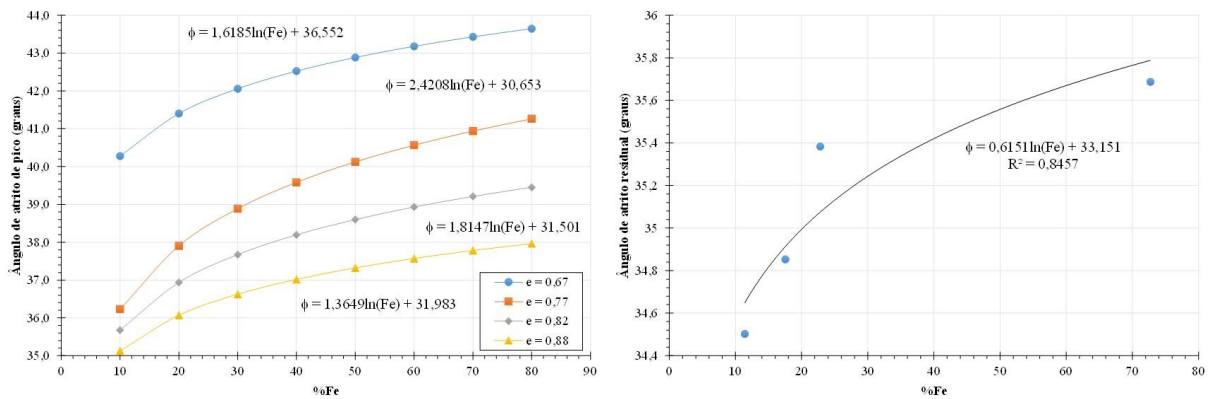 Ângulo de atrito de pico (graus)
44,0
43,0
42,0
41,0
40,0
39,0
38,0
37,0
36,0
35,0
ϕ = 1,6185ln(Fe) + 36,552
ϕ = 2,4208ln(Fe) + 30,653
ϕ = 1,8147ln(Fe) + 31,501
ϕ = 1,3649ln(Fe) + 31,983
e = 0,67
e = 0,77
e = 0,82
e = 0,88
0 10 20 30 40 50 60 70 80 90
%Fe
Ângulo de atrito residual (graus)
36
35,8
35,6
35,4
35,2
35
34,8
34,6
34,4
ϕ = 0,6151ln(Fe) + 33,151
R² = 0,8457
0 10 20 30 40 50 60 70 80
%Fe